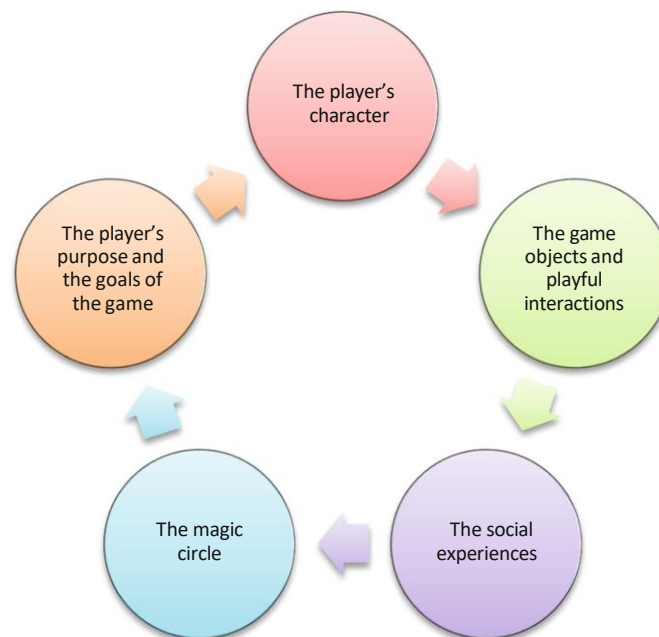 The player’s
character
The game
objects and
playful
interactions
The social
experiences
The magic
circle
The player’s
purpose and
the goals of
the game